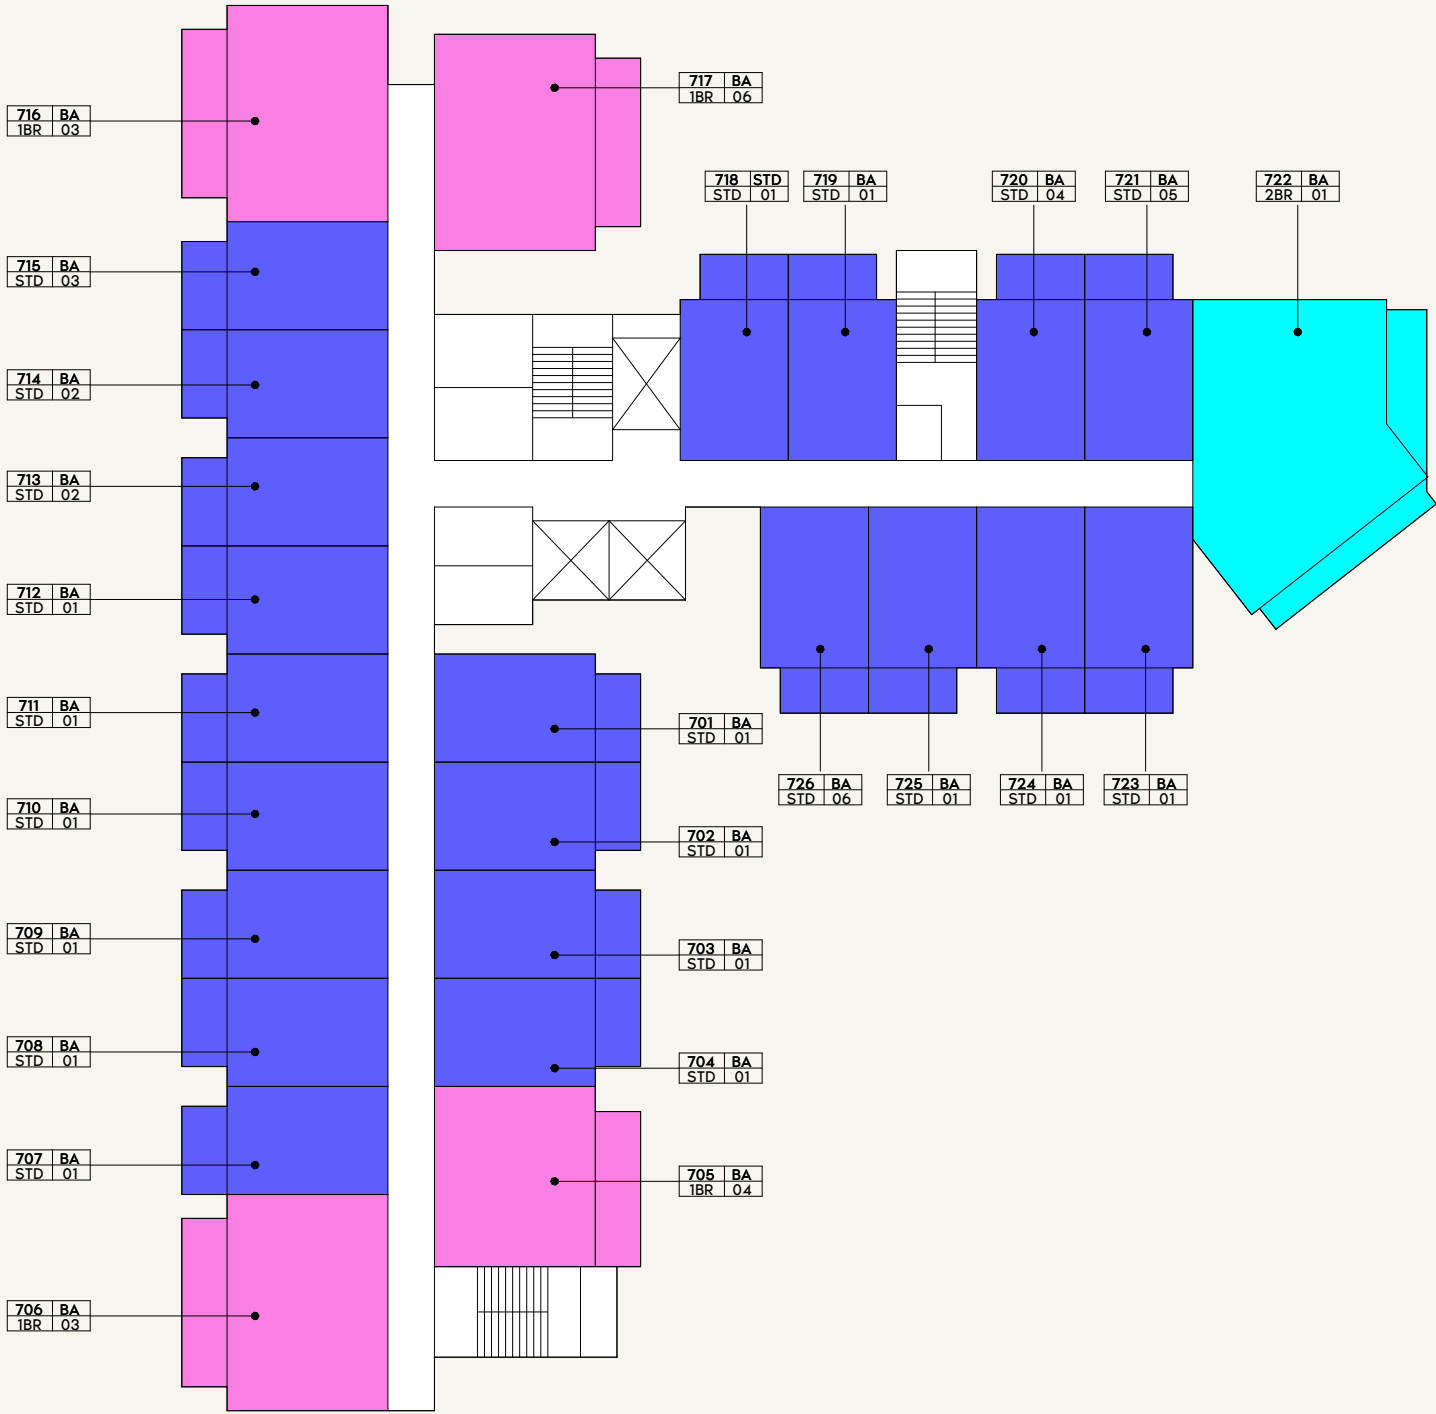 717 BA
1BR 06
716 BA
1BR 03
718 STD
STD 01
719 BA
STD 01
720 BA
STD 04
721 BA
STD 05
722 BA
2BR 01
715 BA
STD 03
714 BA
STD 02
713 BA
STD 02
712 BA
STD 01
711 BA
STD 01
701 BA
STD 01
726 BA
STD 06
725 BA
STD 01
724 BA
STD 01
723 BA
STD 01
710 BA
STD 01
702 BA
STD 01
709 BA
STD 01
703 BA
STD 01
708 BA
STD 01
704 BA
STD 01
707 BA
STD 01
705 BA
1BR 04
706 BA
1BR 03